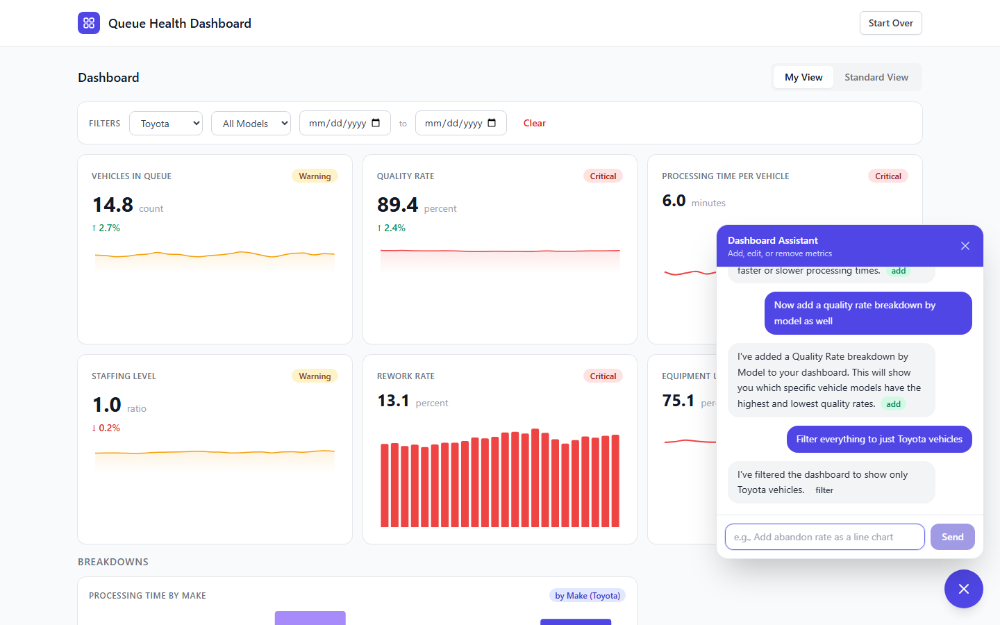 Queue Health Dashboard
Start Over
Dashboard
My View
Standard View
FILTERS
Toyota
All Models
mm/dd/yyyy
to
mm/dd/yyyy
Clear
VEHICLES IN QUEUE
Warning
14.8 count
↑ 2.7%
QUALITY RATE
Critical
89.4 percent
↑ 2.4%
PROCESSING TIME PER VEHICLE
Critical
6.0 minutes
STAFFING LEVEL
Warning
1.0 ratio
↓ 0.2%
REWORK RATE
Critical
13.1 percent
EQUIPMENT
75.1 per
BREAKDOWNS
PROCESSING TIME BY MAKE
by Make (Toyota)
Dashboard Assistant
Add, edit, or remove metrics
faster or slower processing times. add
Now add a quality rate breakdown by
model as well
I've added a Quality Rate breakdown by
Model to your dashboard. This will show
you which specific vehicle models have the
highest and lowest quality rates. add
Filter everything to just Toyota vehicles
I've filtered the dashboard to show only
Toyota vehicles. filter
e.g., Add abandon rate as a line chart
Send